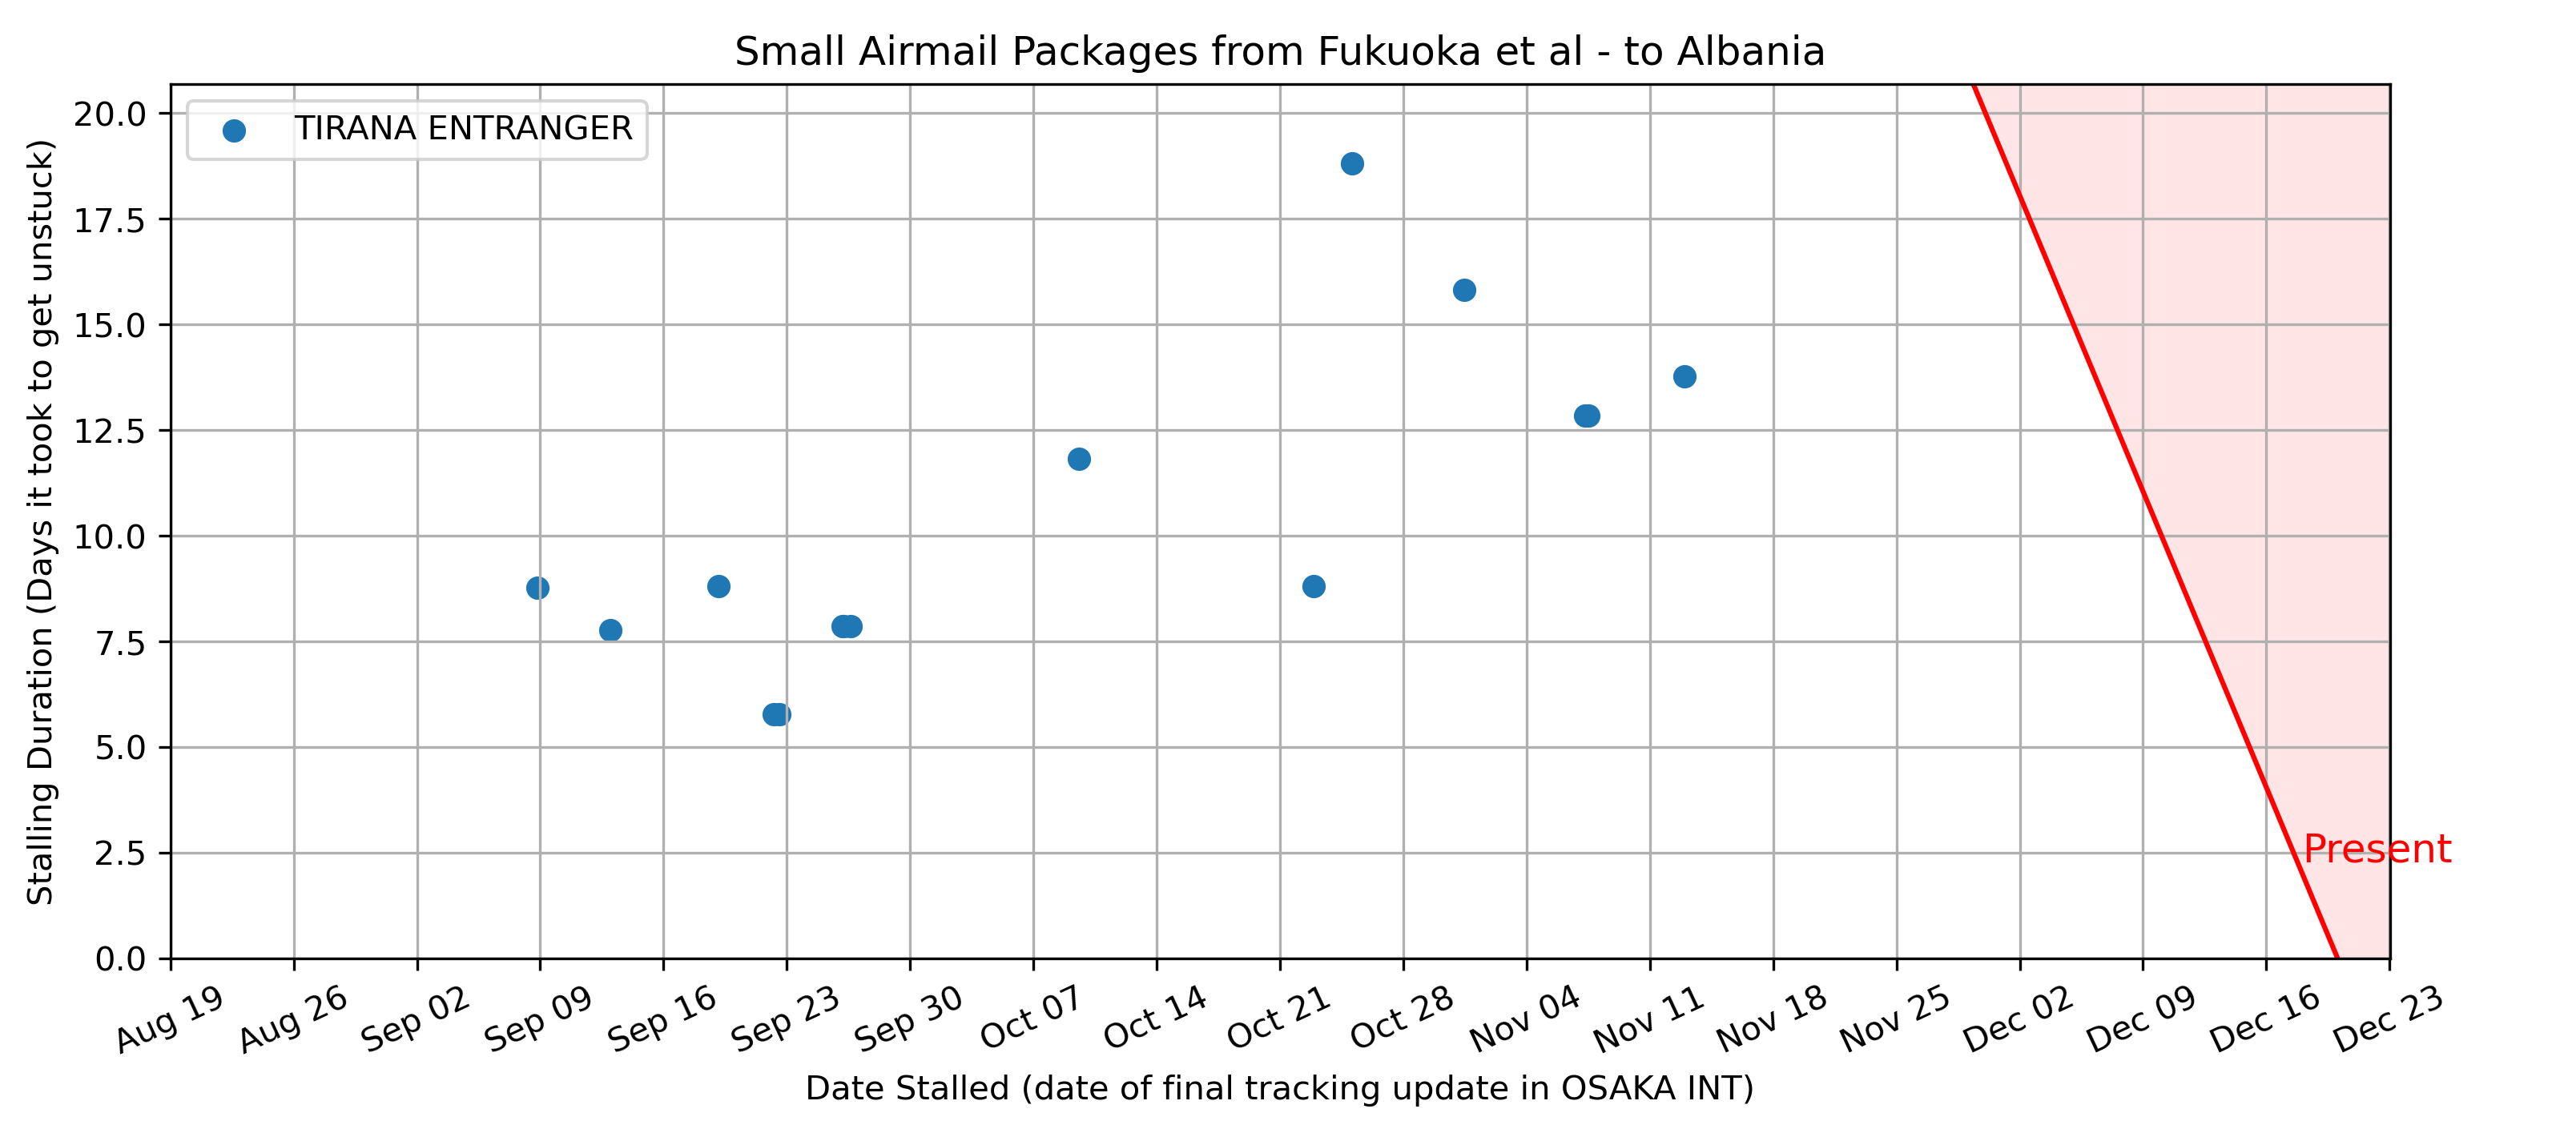 Small Airmail Packages from Fukuoka et al - to Albania
TIRANA ENTRANGER
Stalling Duration (Days it took to get unstuck)
20.0
17.5
15.0
12.5
10.0
7.5
5.0
2.5
0.0
Present
Aug 19
Aug 26
Sep 02
Sep 09
Sep 16
Sep 23
Sep 30
Oct 07
Oct 14
Oct 21
Oct 28
Nov 04
Nov 11
Nov 18
Nov 25
Dec 02
Dec 09
Dec 16
Dec 23
Date Stalled (date of final tracking update in OSAKA INT)